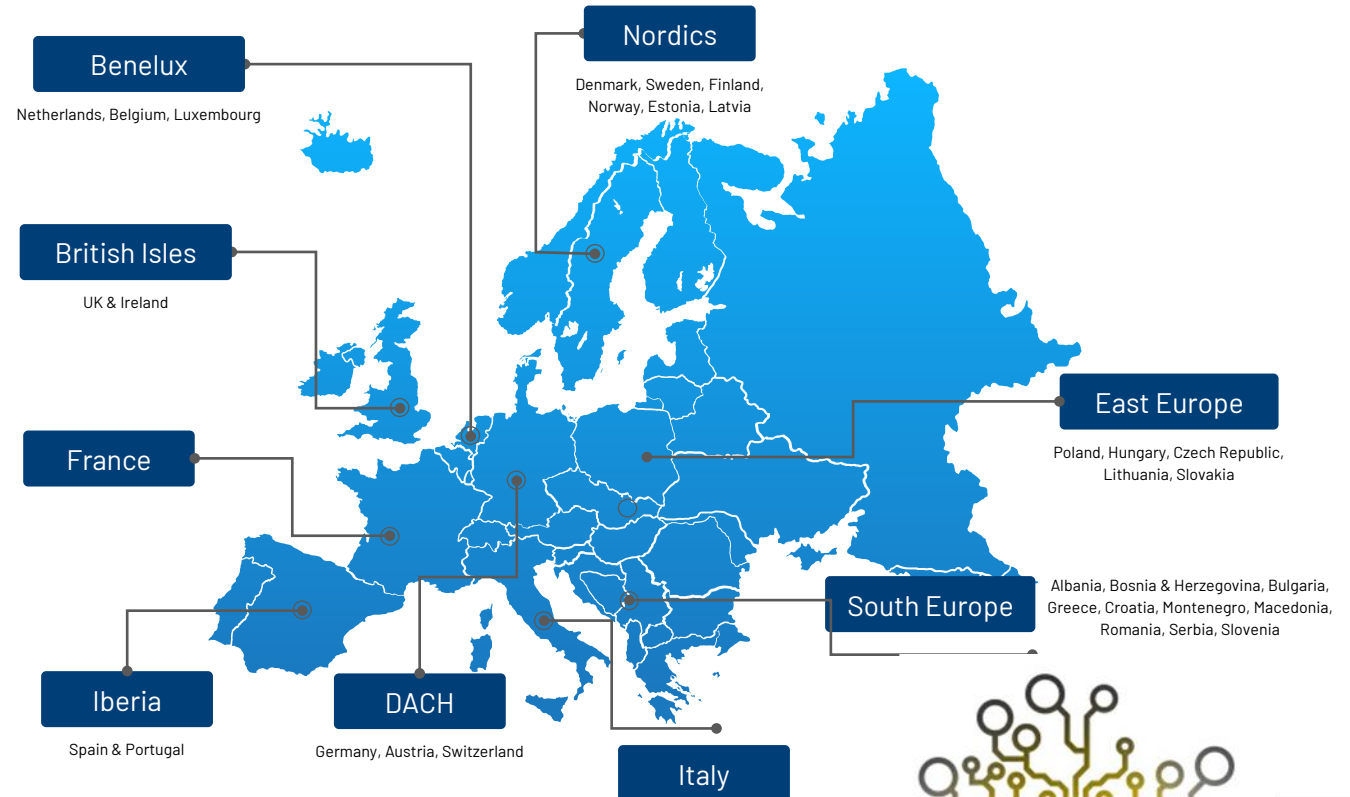 Nordics
Denmark, Sweden, Finland,
Norway, Estonia, Latvia
Benelux
Netherlands, Belgium, Luxembourg
British Isles
UK & Ireland
France
East Europe
Poland, Hungary, Czech Republic,
Lithuania, Slovakia
South Europe
Albania, Bosnia & Herzegovina, Bulgaria,
Greece, Croatia, Montenegro, Macedonia,
Romania, Serbia, Slovenia
Iberia
Spain & Portugal
DACH
Germany, Austria, Switzerland
Italy